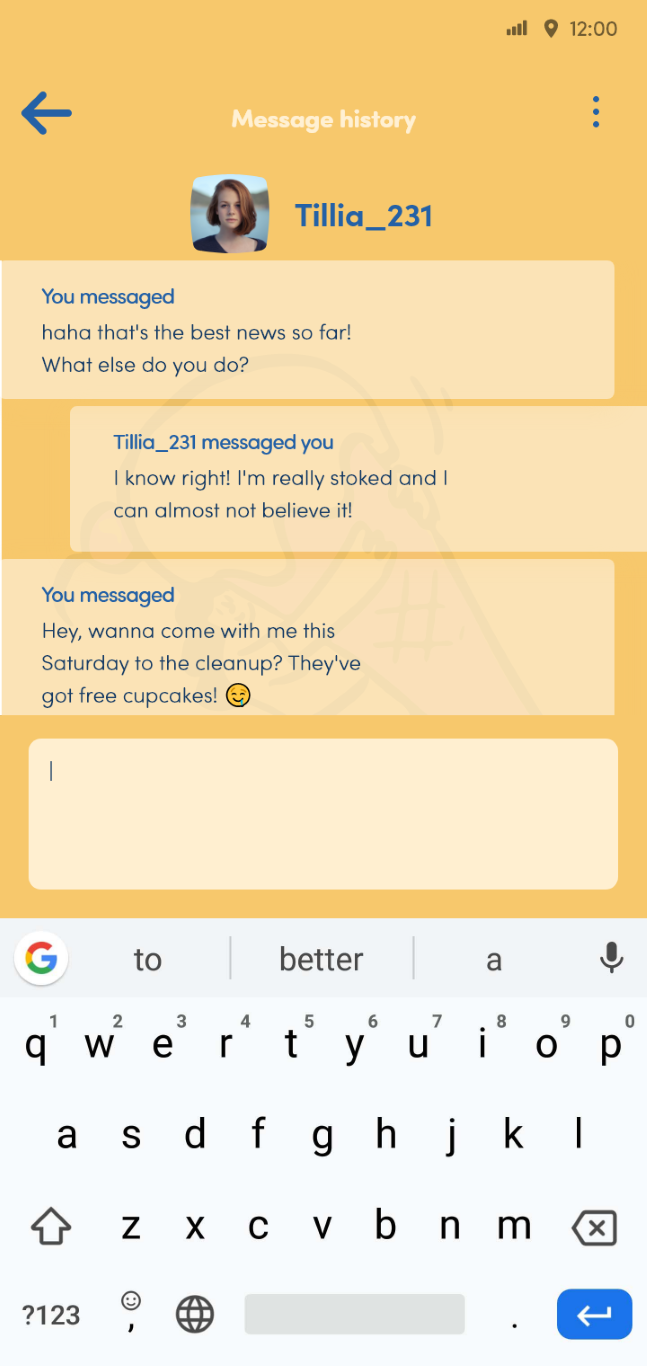 12:00
Message history
Tillia_231
You messaged
haha that's the best news so far!
What else do you do?
Tillia_231 messaged you
I know right! I'm really stoked and I
can almost not believe it!
You messaged
Hey, wanna come with me this
Saturday to the cleanup? They've
got free cupcakes! 🤤
G to better a
1 2 3 4 5 6 7 8 9 0
q w e r t y u i o p
a s d f g h j k l
z x c v b n m
?123 , .